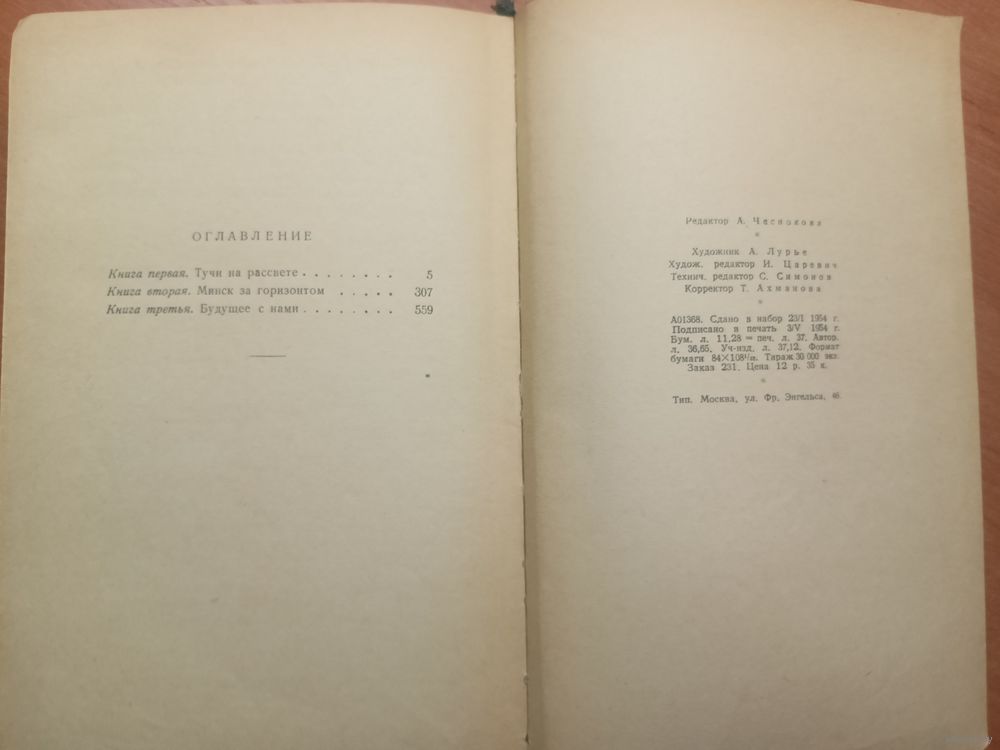 ОГЛАВЛЕНИЕ
Книга первая. Тучи на рассвете . . . . . . . . 5
Книга вторая. Минск за горизонтом . . . . . 307
Книга третья. Будущее с нами . . . . . . . . 559
Редактор А. Чеснокова
*
Художник А. Лурье
Худож. редактор И. Царевич
Технич. редактор С. Симонов
Корректор Т. Ахманова
*
А01368. Сдано в набор 23/I 1954 г.
Подписано в печать 3/V 1954 г.
Бум. л. 11,28 = печ. л. 37. Автор.
л. 36,65. Уч-изд. л. 37,12. Формат
бумаги 84×108 1/32. Тираж 30 000 экз.
Заказ 231. Цена 12 р. 35 к.
*
Тип. Москва, ул. Фр. Энгельса, 46